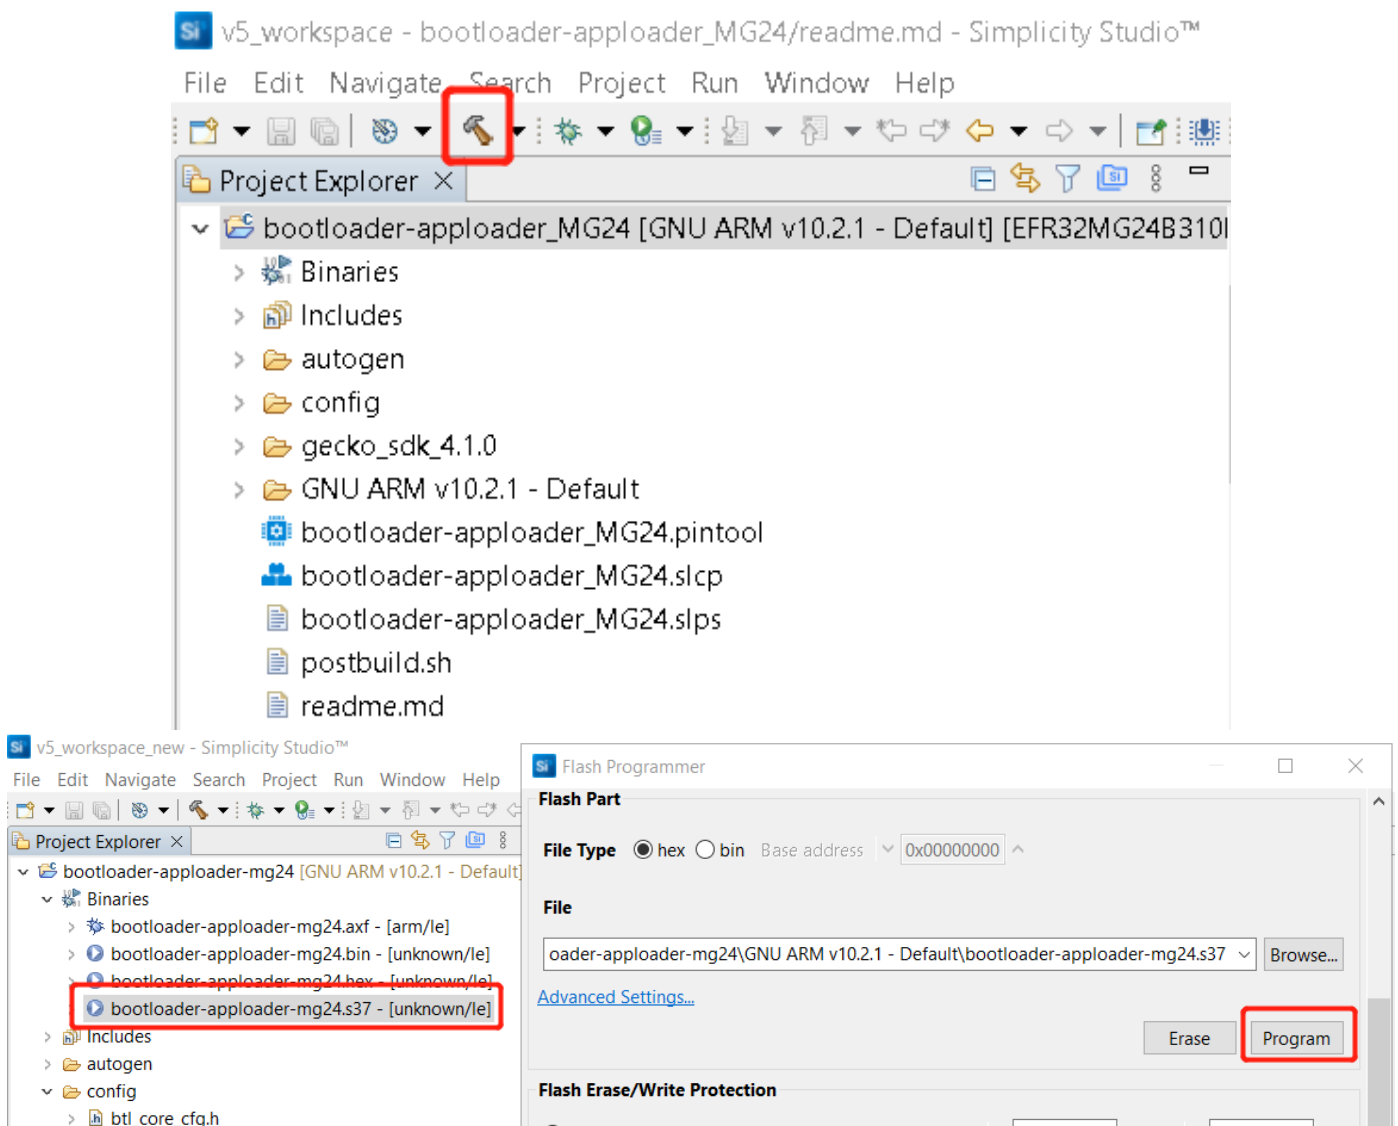 Si v5_workspace - bootloader-apploader_MG24/readme.md - Simplicity Studio™
File Edit Navigate Search Project Run Window Help
Project Explorer
bootloader-apploader_MG24 [GNU ARM v10.2.1 - Default] [EFR32MG24B310
Binaries
Includes
autogen
config
gecko_sdk_4.1.0
GNU ARM v10.2.1 - Default
bootloader-apploader_MG24.pintool
bootloader-apploader_MG24.slcp
bootloader-apploader_MG24.slps
postbuild.sh
readme.md
Si v5_workspace_new - Simplicity Studio™
File Edit Navigate Search Project Run Window Help
Project Explorer
bootloader-apploader-mg24 [GNU ARM v10.2.1 - Default]
Binaries
bootloader-apploader-mg24.axf - [arm/le]
bootloader-apploader-mg24.bin - [unknown/le]
bootloader-apploader-mg24.hex - [unknown/le]
bootloader-apploader-mg24.s37 - [unknown/le]
Includes
autogen
config
btl_core_cfg.h
Si Flash Programmer
Flash Part
File Type hex bin Base address 0x00000000
File
oader-apploader-mg24\GNU ARM v10.2.1 - Default\bootloader-apploader-mg24.s37 Browse...
Advanced Settings...
Erase Program
Flash Erase/Write Protection